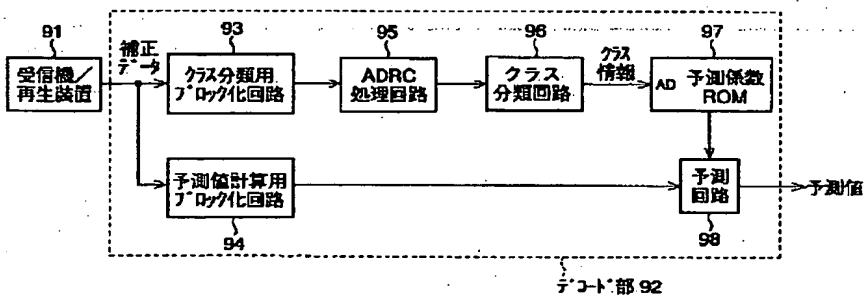 91
受信機/
再生装置
補正
データ
93
クラス分類用
ブロック化回路
95
ADRC
処理回路
96
クラス
分類回路
クラス
情報
97
AD 予測係数
ROM
予測値計算用
ブロック化回路
94
予測
回路
98
予測値
デコード部 92